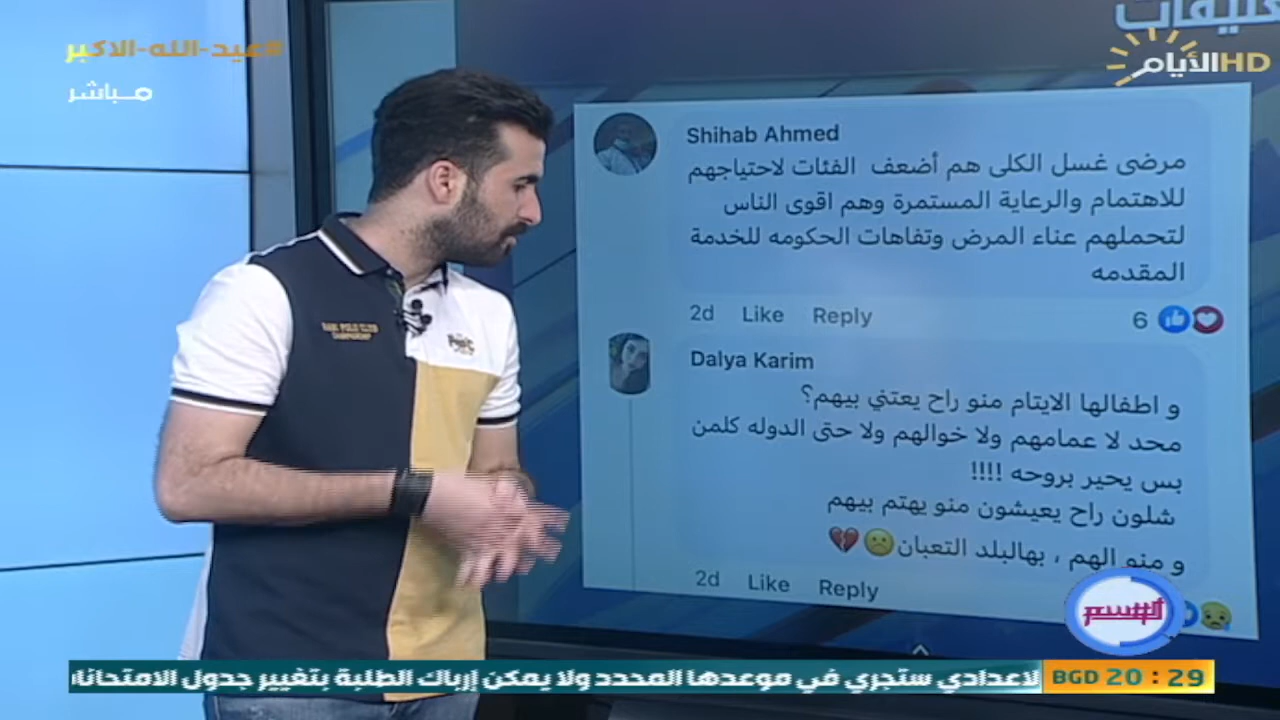 تعليقات
#عيد-الله-الاكبر
الأيام HD
مباشر
Shihab Ahmed
مرضى غسل الكلى هم أضعف الفئات لاحتياجهم
للاهتمام والرعاية المستمرة وهم اقوى الناس
لتحملهم عناء المرض وتفاهات الحكومه للخدمة
المقدمه
2d Like Reply 6
Dalya Karim
و اطفالها الايتام منو راح يعتني بيهم؟
محد لا عمامهم ولا خوالهم ولا حتى الدوله كلمن
بس يحير بروحه !!!!
شلون راح يعيشون منو يهتم بيهم
و منو الهم ، بهالبلد التعبان☹️💔
2d Like Reply
BGD 20:29
لاعدادي ستجري في موعدها المحدد ولا يمكن إرباك الطلبة بتغيير جدول الامتحانا